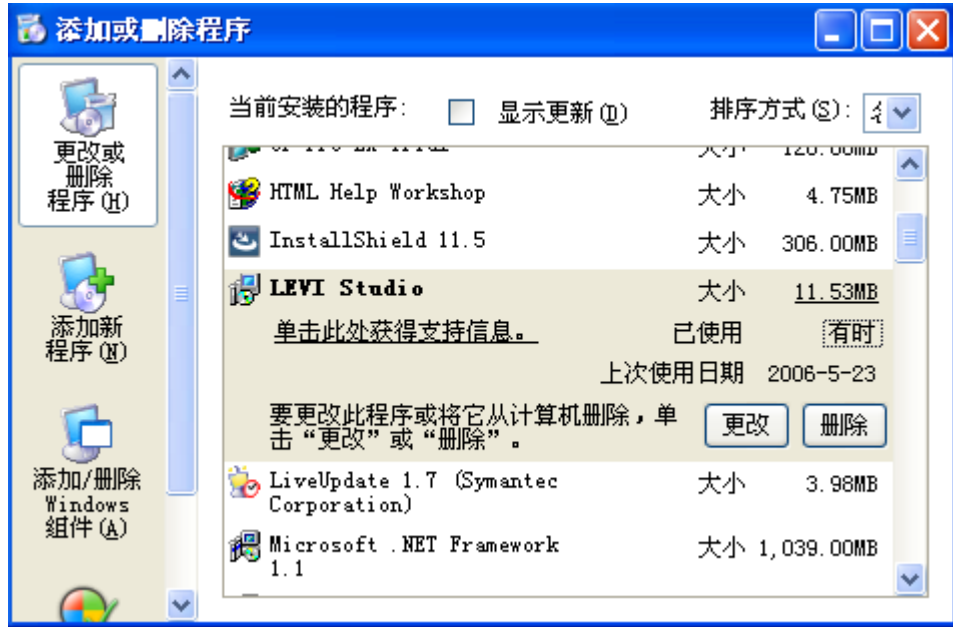 添加或删除程序
更改或
删除
程序(H)
添加新
程序(N)
添加/删除
Windows
组件(A)
当前安装的程序: 显示更新(D) 排序方式(S):
大小 120.00MB
HTML Help Workshop 大小 4.75MB
InstallShield 11.5 大小 306.00MB
LEVI Studio 大小 11.53MB
单击此处获得支持信息。 已使用 有时
上次使用日期 2006-5-23
要更改此程序或将它从计算机删除，单
击“更改”或“删除”。 更改 删除
LiveUpdate 1.7 (Symantec
Corporation) 大小 3.98MB
Microsoft .NET Framework
1.1 大小 1,039.00MB